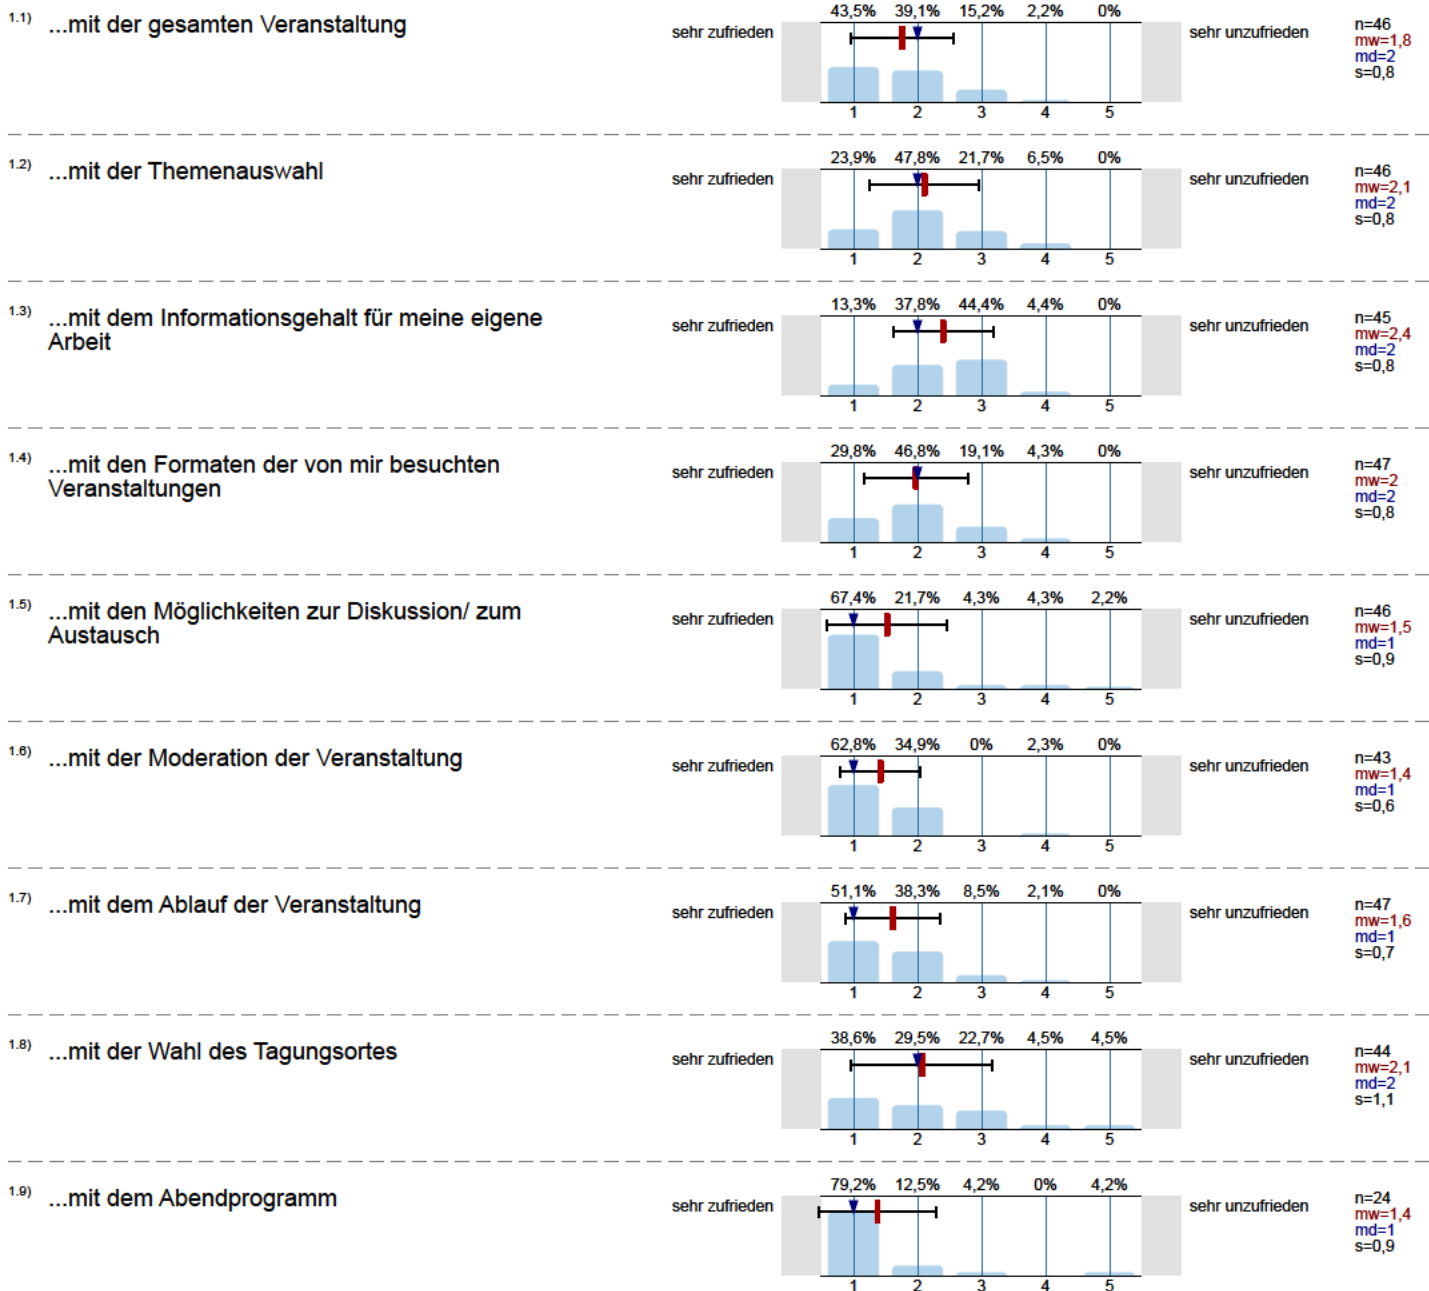 1.1) ...mit der gesamten Veranstaltung
43,5% 39,1% 15,2% 2,2% 0%
sehr zufrieden
sehr unzufrieden
1 2 3 4 5
n=46
mw=1,8
md=2
s=0,8
1.2) ...mit der Themenauswahl
23,9% 47,8% 21,7% 6,5% 0%
sehr zufrieden
sehr unzufrieden
1 2 3 4 5
n=46
mw=2,1
md=2
s=0,8
1.3) ...mit dem Informationsgehalt für meine eigene
Arbeit
13,3% 37,8% 44,4% 4,4% 0%
sehr zufrieden
sehr unzufrieden
1 2 3 4 5
n=45
mw=2,4
md=2
s=0,8
1.4) ...mit den Formaten der von mir besuchten
Veranstaltungen
29,8% 46,8% 19,1% 4,3% 0%
sehr zufrieden
sehr unzufrieden
1 2 3 4 5
n=47
mw=2
md=2
s=0,8
1.5) ...mit den Möglichkeiten zur Diskussion/ zum
Austausch
67,4% 21,7% 4,3% 4,3% 2,2%
sehr zufrieden
sehr unzufrieden
1 2 3 4 5
n=46
mw=1,5
md=1
s=0,9
1.6) ...mit der Moderation der Veranstaltung
62,8% 34,9% 0% 2,3% 0%
sehr zufrieden
sehr unzufrieden
1 2 3 4 5
n=43
mw=1,4
md=1
s=0,6
1.7) ...mit dem Ablauf der Veranstaltung
51,1% 38,3% 8,5% 2,1% 0%
sehr zufrieden
sehr unzufrieden
1 2 3 4 5
n=47
mw=1,6
md=1
s=0,7
1.8) ...mit der Wahl des Tagungsortes
38,6% 29,5% 22,7% 4,5% 4,5%
sehr zufrieden
sehr unzufrieden
1 2 3 4 5
n=44
mw=2,1
md=2
s=1,1
1.9) ...mit dem Abendprogramm
79,2% 12,5% 4,2% 0% 4,2%
sehr zufrieden
sehr unzufrieden
1 2 3 4 5
n=24
mw=1,4
md=1
s=0,9